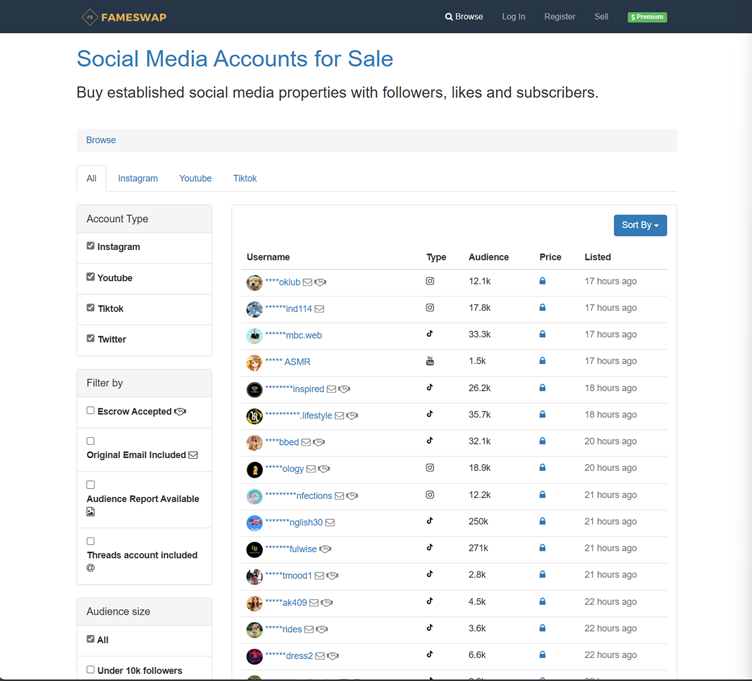 FS FAMESWAP
Browse Log In Register Sell $ Premium
Social Media Accounts for Sale
Buy established social media properties with followers, likes and subscribers.
Browse
All Instagram Youtube Tiktok
Account Type
Instagram
Youtube
Tiktok
Twitter
Filter by
Escrow Accepted
Original Email Included
Audience Report Available
Threads account included
@
Audience size
All
Under 10k followers
Sort By
Username Type Audience Price Listed
****oklub 12.1k 17 hours ago
******ind114 17.8k 17 hours ago
******mbc.web 33.3k 17 hours ago
***** ASMR 1.5k 17 hours ago
********inspired 26.2k 18 hours ago
**********.lifestyle 35.7k 18 hours ago
****bbed 32.1k 20 hours ago
*****ology 18.9k 20 hours ago
*********nfections 12.2k 21 hours ago
*******nglish30 250k 21 hours ago
*******fulwise 271k 21 hours ago
*****tmood1 2.8k 21 hours ago
*****ak409 4.5k 22 hours ago
*****rides 3.6k 22 hours ago
******dress2 6.6k 22 hours ago